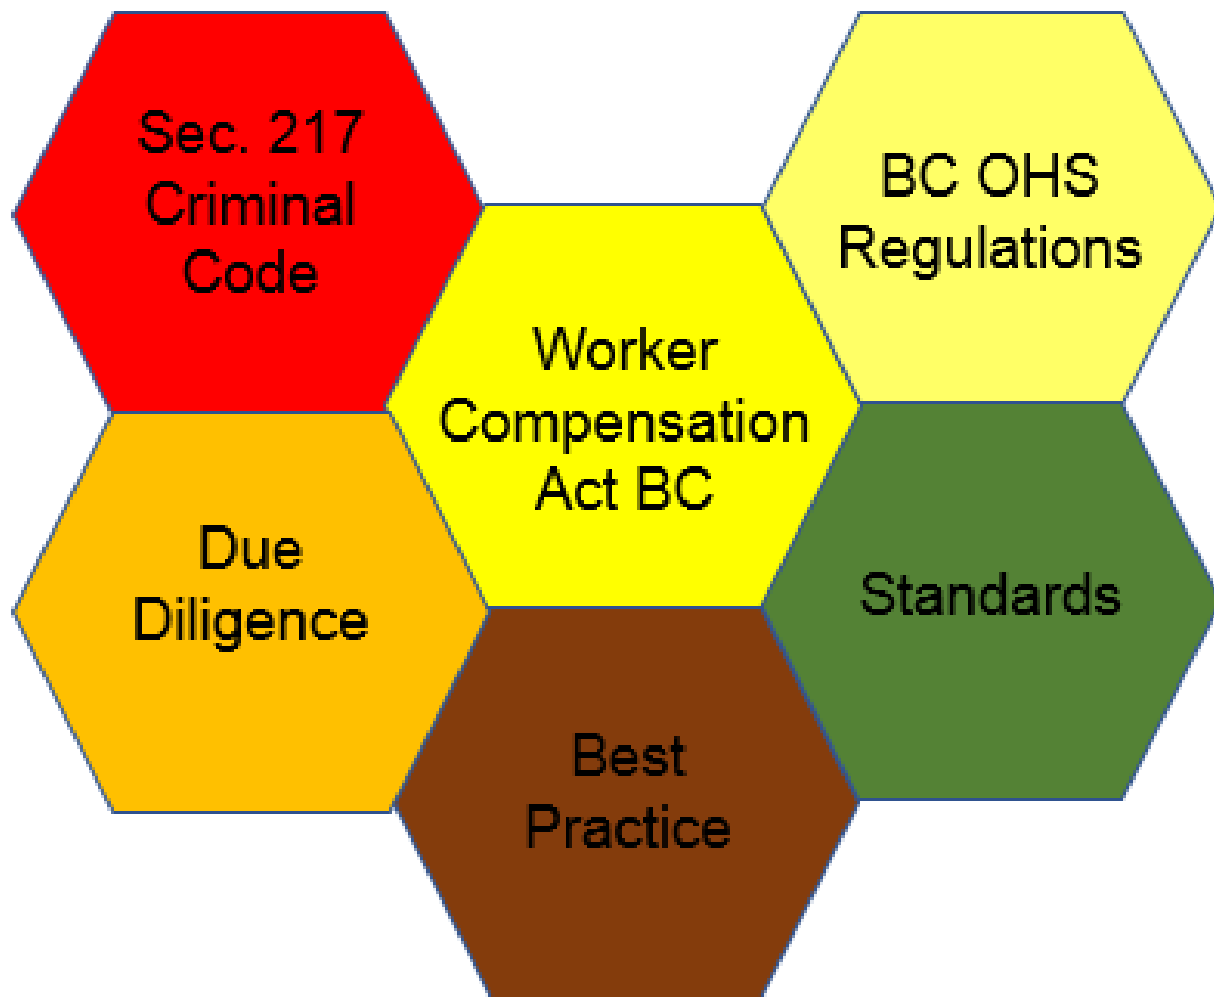 Sec. 217
Criminal
Code
BC OHS
Regulations
Worker
Compensation
Act BC
Due
Diligence
Standards
Best
Practice